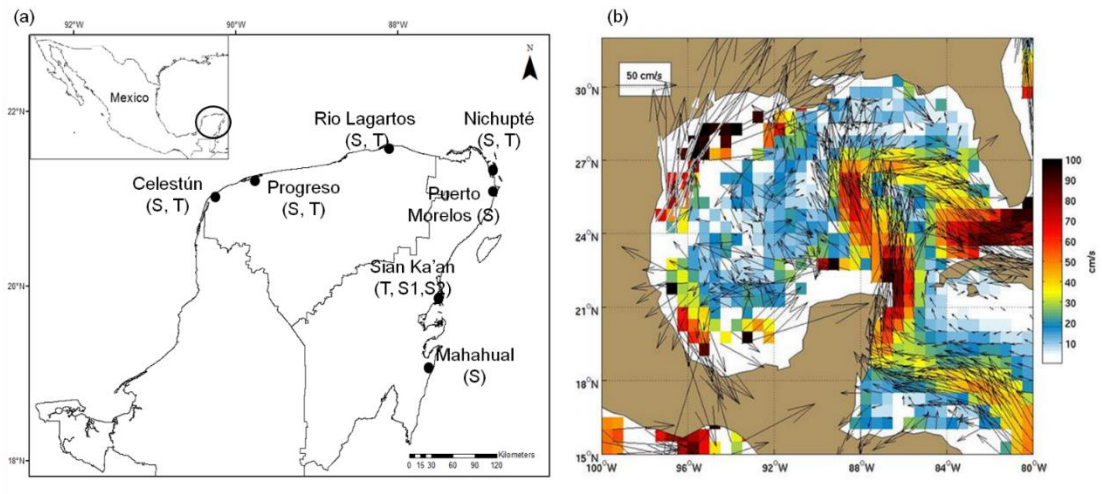 (a)
92°W
90°W
88°W
N
Mexico
22°N
20°N
18°N
Rio Lagartos
(S, T)
Nichupté
(S, T)
Celestún
(S, T)
Progreso
(S, T)
Puerto
Morelos (S)
Sian Ka'an
(T, S1,S2)
Mahahual
(S)
Kilometers
0 15 30 60 90 120
(b)
50 cm/s
30°N
27°N
24°N
21°N
18°N
15°N
100°W
96°W
92°W
88°W
84°W
80°W
100
90
80
70
60
50
40
30
20
10
cm/s